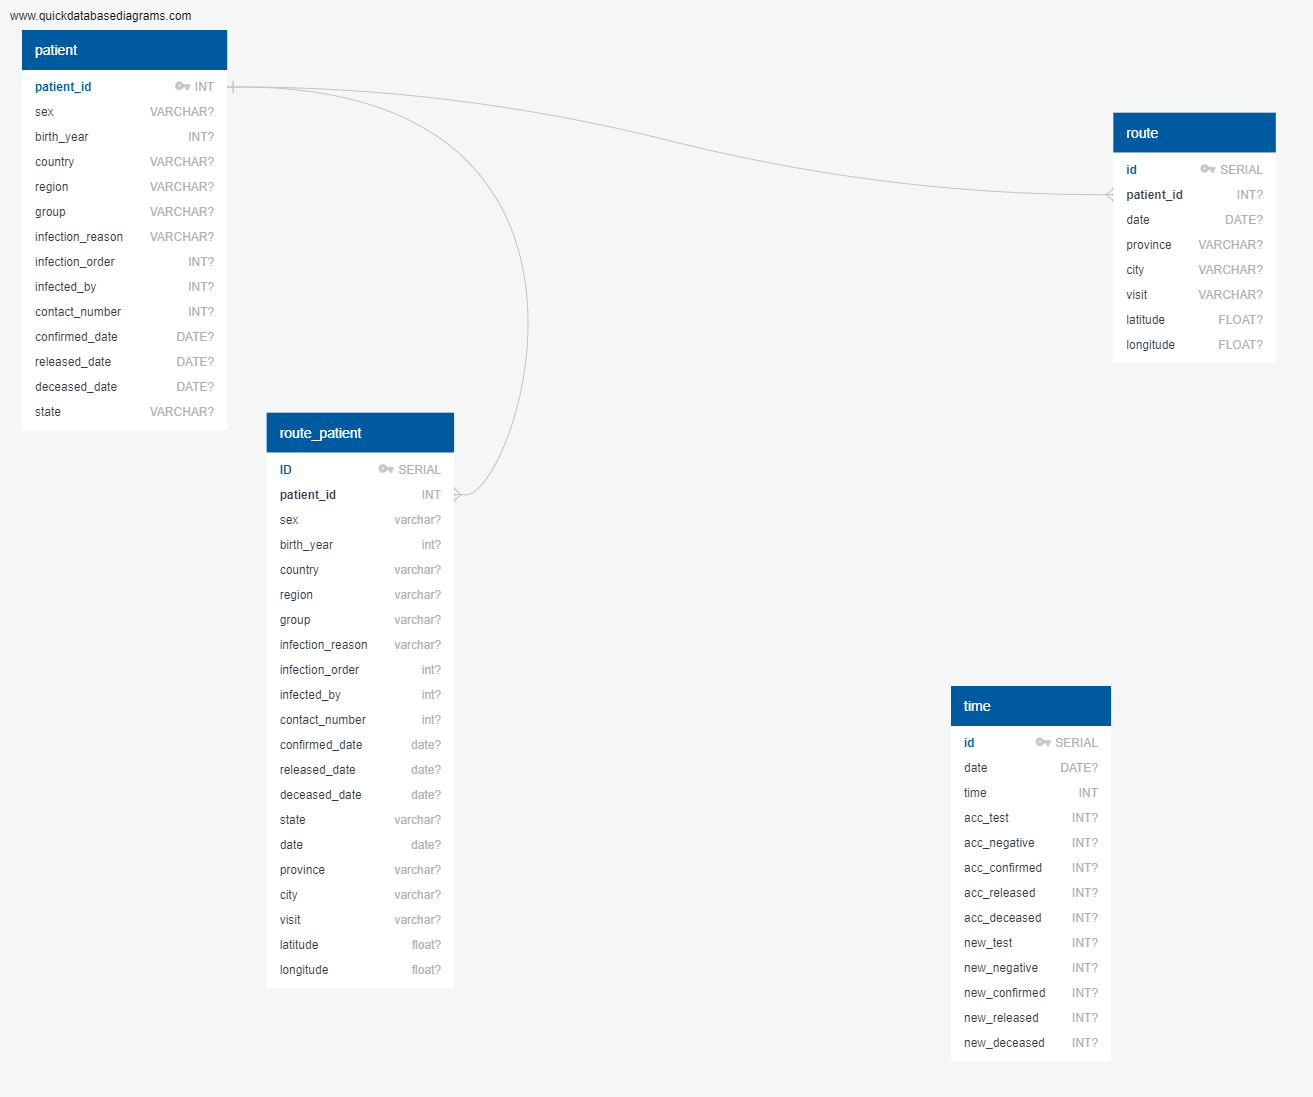 www.quickdatabasediagrams.com
patient
patient_id INT
sex VARCHAR?
birth_year INT?
country VARCHAR?
region VARCHAR?
group VARCHAR?
infection_reason VARCHAR?
infection_order INT?
infected_by INT?
contact_number INT?
confirmed_date DATE?
released_date DATE?
deceased_date DATE?
state VARCHAR?
route
id SERIAL
patient_id INT?
date DATE?
province VARCHAR?
city VARCHAR?
visit VARCHAR?
latitude FLOAT?
longitude FLOAT?
route_patient
ID SERIAL
patient_id INT
sex varchar?
birth_year int?
country varchar?
region varchar?
group varchar?
infection_reason varchar?
infection_order int?
infected_by int?
contact_number int?
confirmed_date date?
released_date date?
deceased_date date?
state varchar?
date date?
province varchar?
city varchar?
visit varchar?
latitude float?
longitude float?
time
id SERIAL
date DATE?
time INT
acc_test INT?
acc_negative INT?
acc_confirmed INT?
acc_released INT?
acc_deceased INT?
new_test INT?
new_negative INT?
new_confirmed INT?
new_released INT?
new_deceased INT?